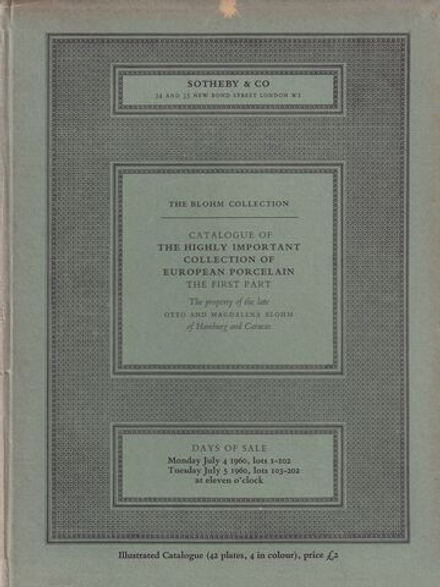 SOTHEBY & CO
34 AND 35 NEW BOND STREET LONDON W1
THE BLOHM COLLECTION
CATALOGUE OF
THE HIGHLY IMPORTANT
COLLECTION OF
EUROPEAN PORCELAIN
THE FIRST PART
The property of the late
OTTO AND MAGDALENA BLOHM
of Hamburg and Caracas
DAYS OF SALE
Monday July 4 1960, lots 1-102
Tuesday July 5 1960, lots 103-202
at eleven o'clock
Illustrated Catalogue (42 plates, 4 in colour), price £2